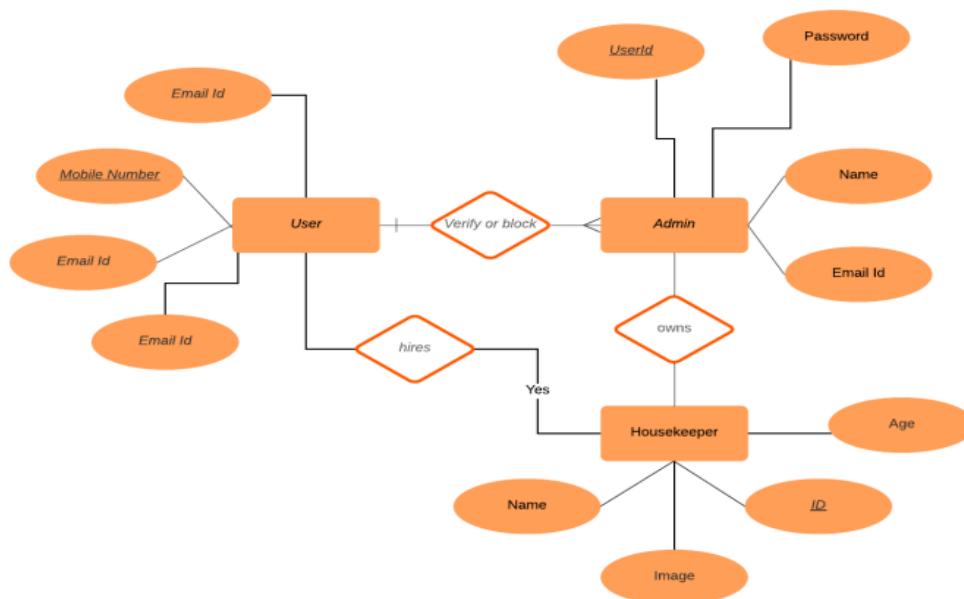 UserId
Password
Email Id
Mobile Number
Name
User
Verify or block
Admin
Email Id
Email Id
Email Id
owns
hires
Yes
Housekeeper
Age
Name
ID
Image